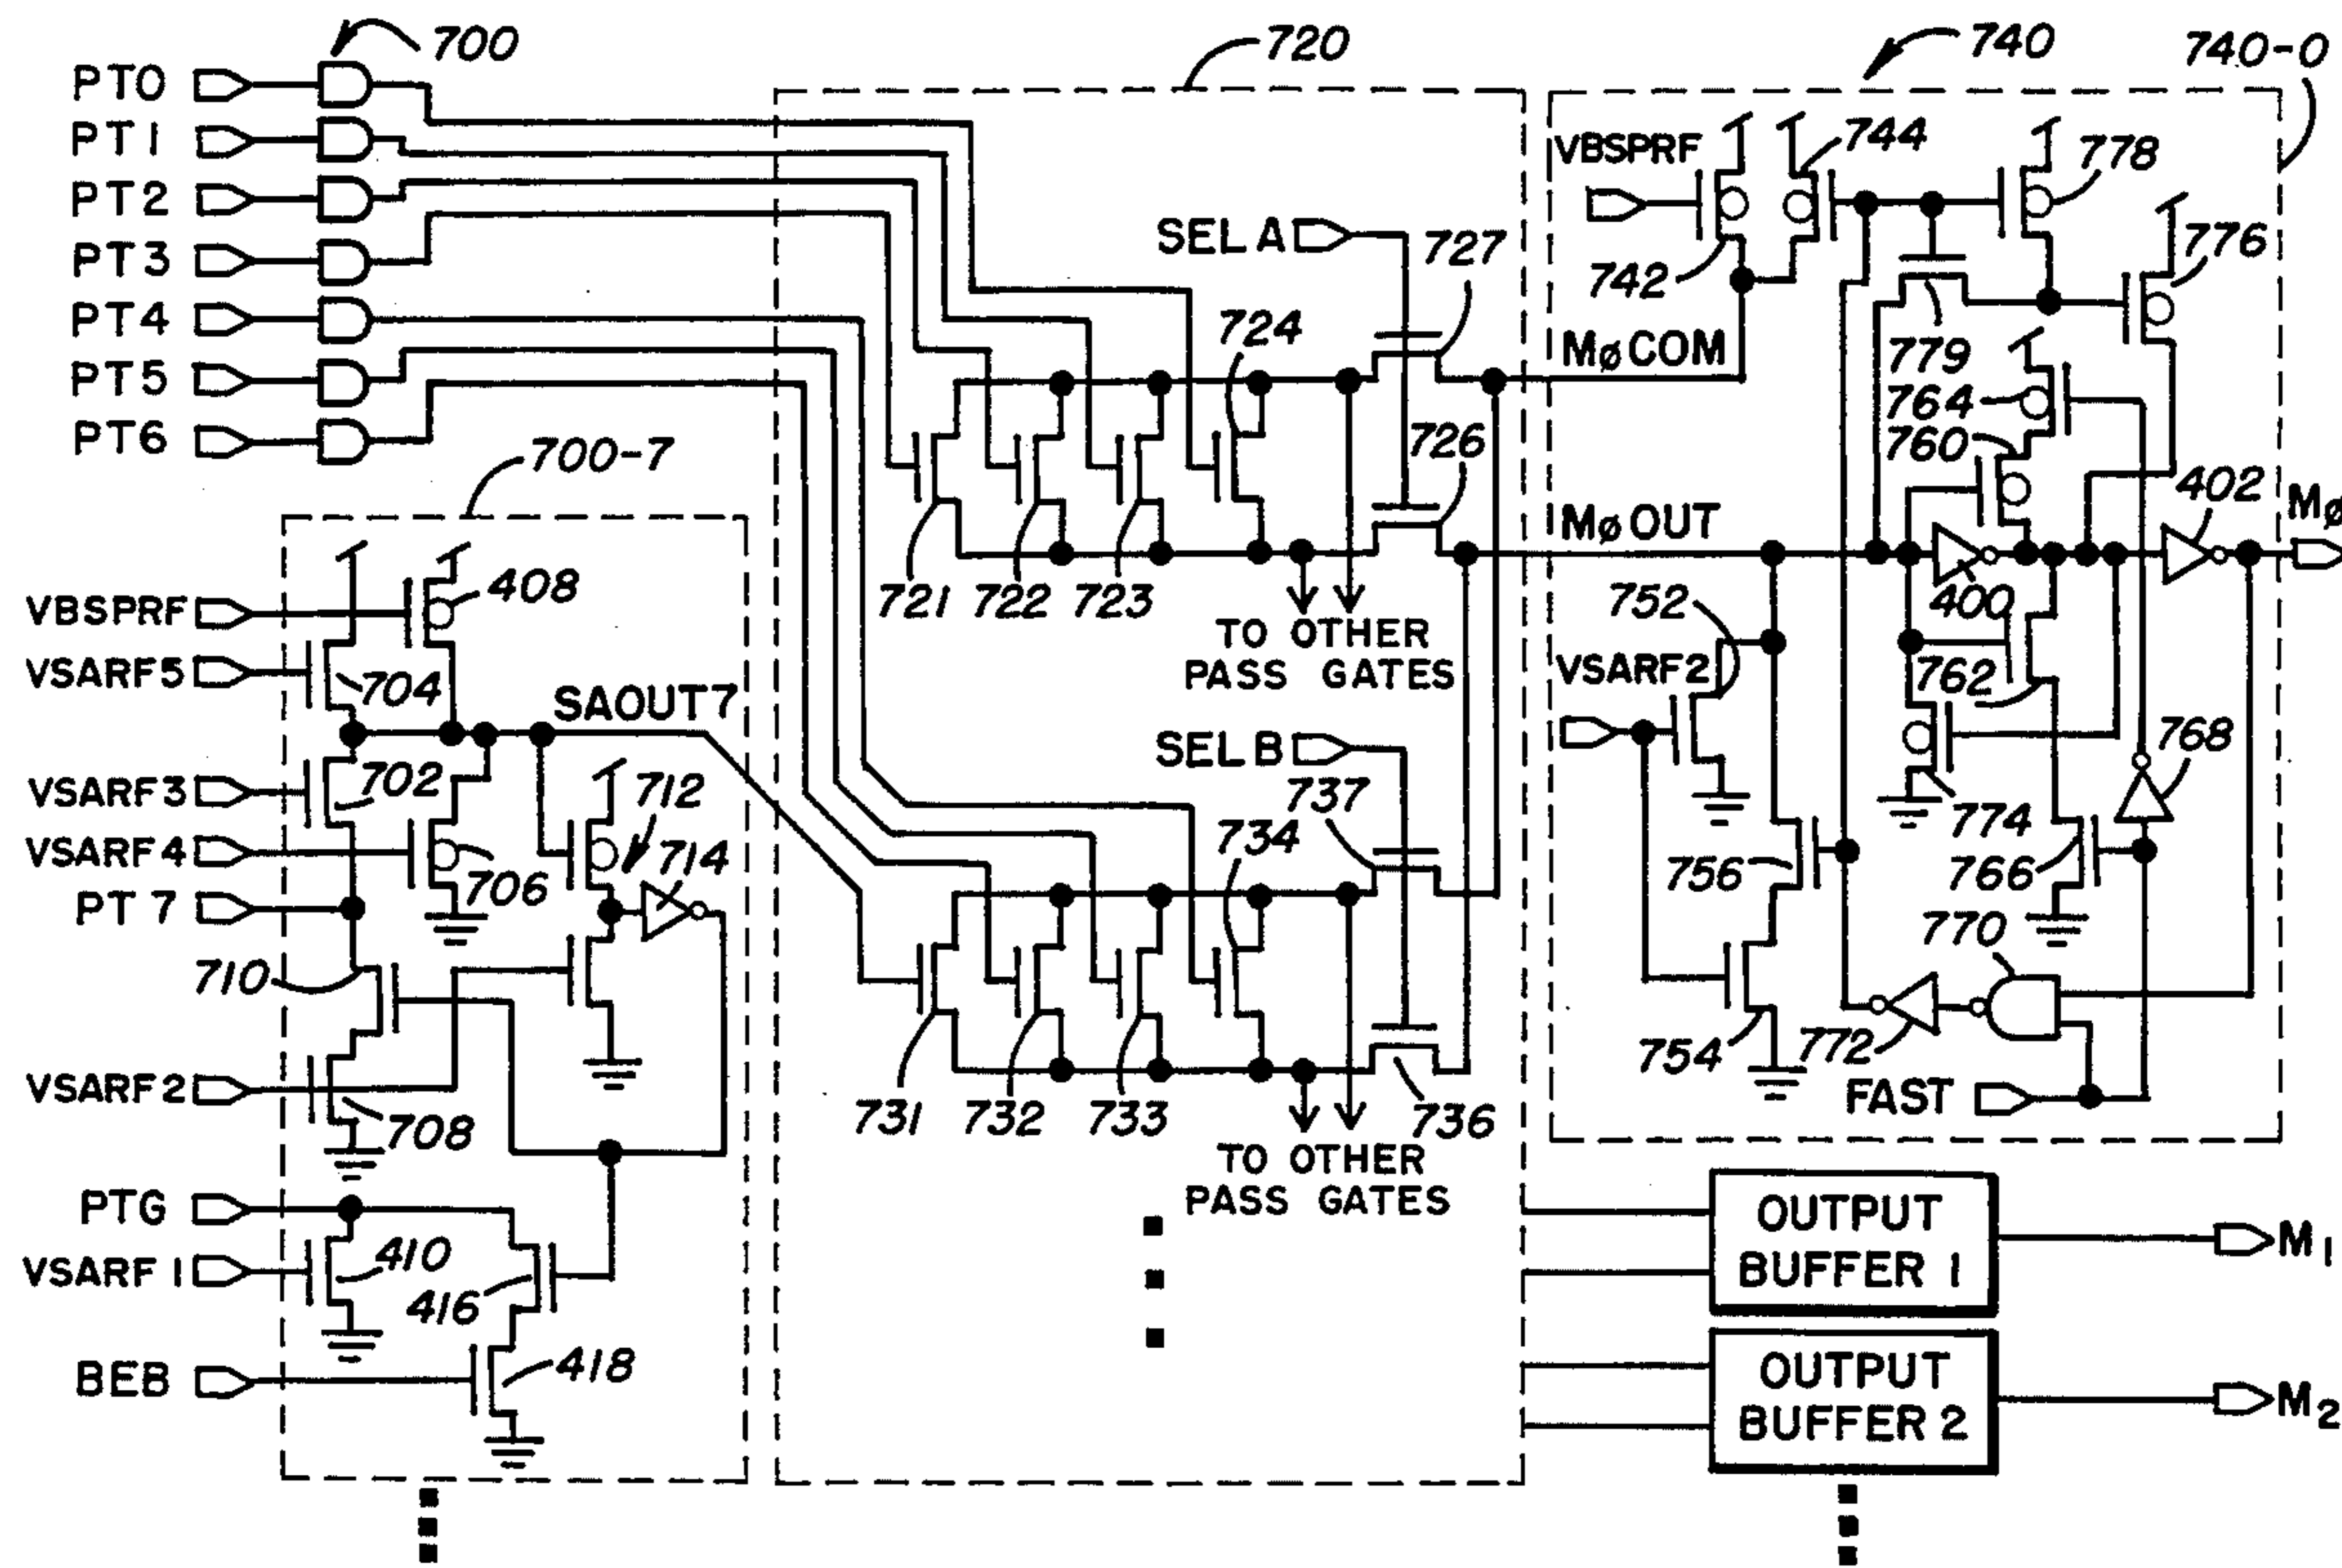 700
720
740
740-0
PT0
PT1
PT2
PT3
PT4
PT5
PT6
700-7
VBSPRF
744
778
776
742
SEL A
727
724
MøCOM
779
764
760
726
402
Mø
MøOUT
721
722
723
TO OTHER
PASS GATES
752
400
VSARF2
762
768
774
766
756
770
754
772
FAST
VBSPRF
408
VSARF5
704
SAOUT7
VSARF3
702
712
VSARF4
706
714
PT 7
710
VSARF2
708
PTG
VSARF 1
410
416
BEB
418
SEL B
737
734
731
732
733
736
TO OTHER
PASS GATES
OUTPUT
BUFFER 1
M1
OUTPUT
BUFFER 2
M2